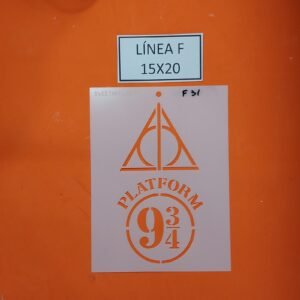 LÍNEA F
15X20
F 31
PLATFORM
9 3/4